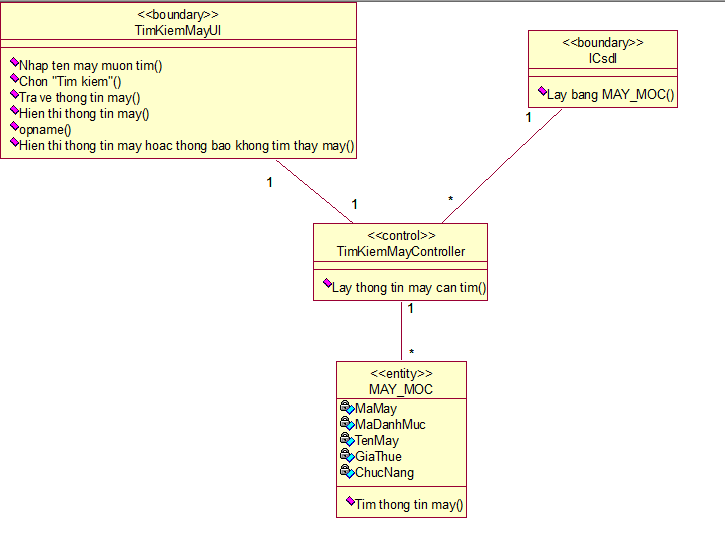 <<boundary>>
TimKiemMayUI
Nhap ten may muon tim()
Chon "Tim kiem"()
Tra ve thong tin may()
Hien thi thong tin may()
opname()
Hien thi thong tin may hoac thong bao khong tim thay may()
<<boundary>>
ICsdl
Lay bang MAY_MOC()
1
*
1
1
<<control>>
TimKiemMayController
Lay thong tin may can tim()
1
*
<<entity>>
MAY_MOC
MaMay
MaDanhMuc
TenMay
GiaThue
ChucNang
Tim thong tin may()